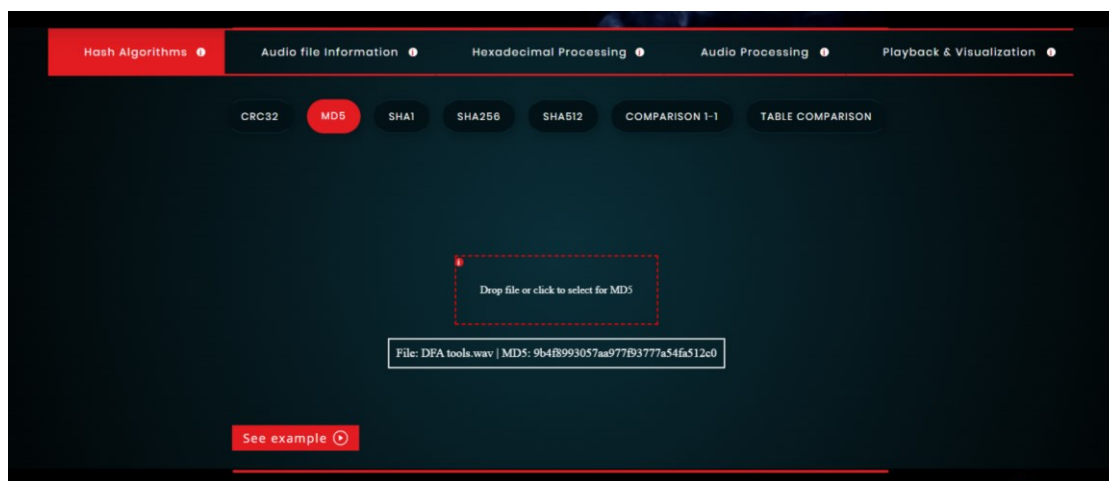 Hash Algorithms
Audio file Information
Hexadecimal Processing
Audio Processing
Playback & Visualization
CRC32
MD5
SHA1
SHA256
SHA512
COMPARISON 1-1
TABLE COMPARISON
Drop file or click to select for MD5
File: DFA tools.wav | MD5: 9b4f8993057aa977f93777a54fa512c0
See example